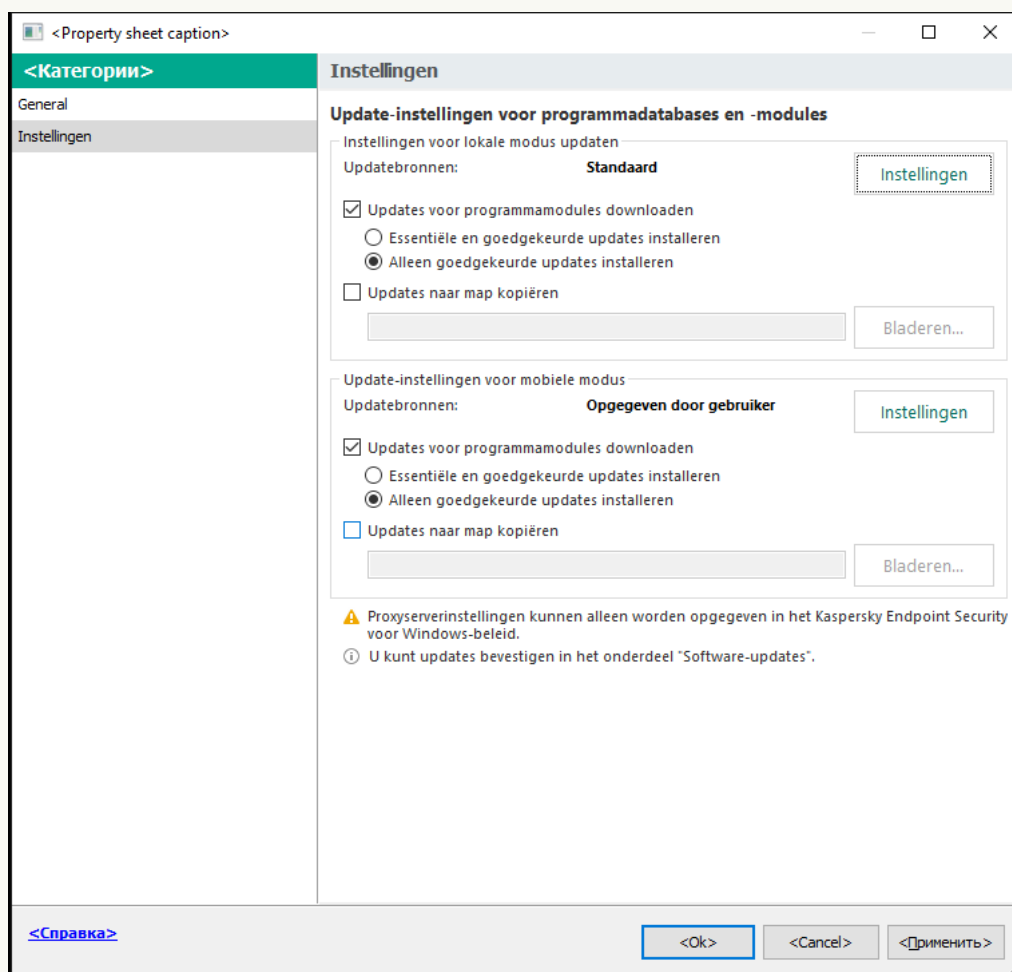 <Property sheet caption>
<Категории>
General
Instellingen
Instellingen
Update-instellingen voor programmadatabases en -modules
Instellingen voor lokale modus updaten
Updatebronnen: Standaard Instellingen
Updates voor programmamodules downloaden
Essentiële en goedgekeurde updates installeren
Alleen goedgekeurde updates installeren
Updates naar map kopiëren
Bladeren...
Update-instellingen voor mobiele modus
Updatebronnen: Opgegeven door gebruiker Instellingen
Updates voor programmamodules downloaden
Essentiële en goedgekeurde updates installeren
Alleen goedgekeurde updates installeren
Updates naar map kopiëren
Bladeren...
Proxyserverinstellingen kunnen alleen worden opgegeven in het Kaspersky Endpoint Security
voor Windows-beleid.
U kunt updates bevestigen in het onderdeel "Software-updates".
<Справка>
<Ok> <Cancel> <Применить>